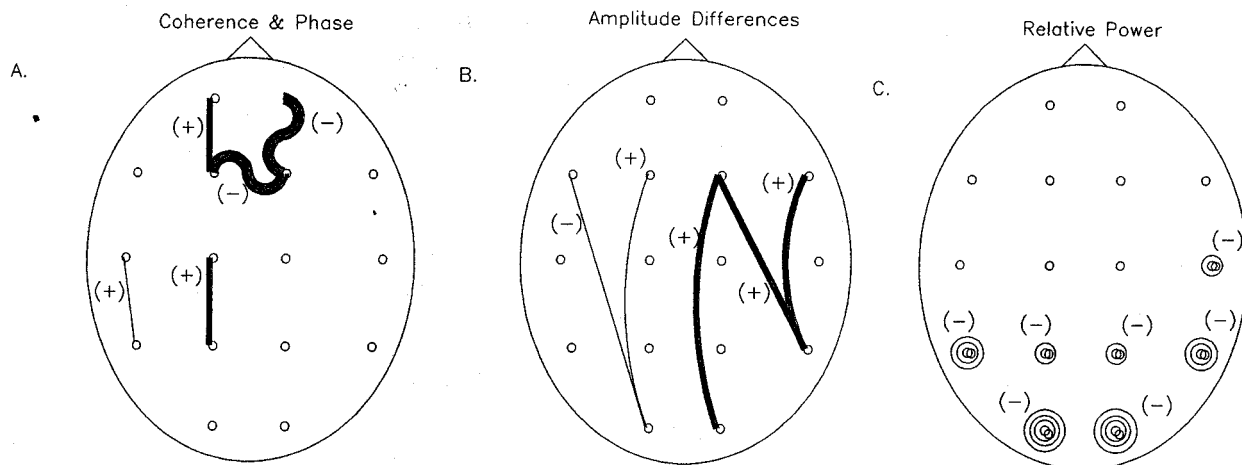 Coherence & Phase
Amplitude Differences
Relative Power
A.
B.
C.
(+)
(-)
(-)
(+)
(+)
(+)
(+)
(-)
(+)
(+)
(-)
(-)
(-)
(-)
(-)
(-)
(-)